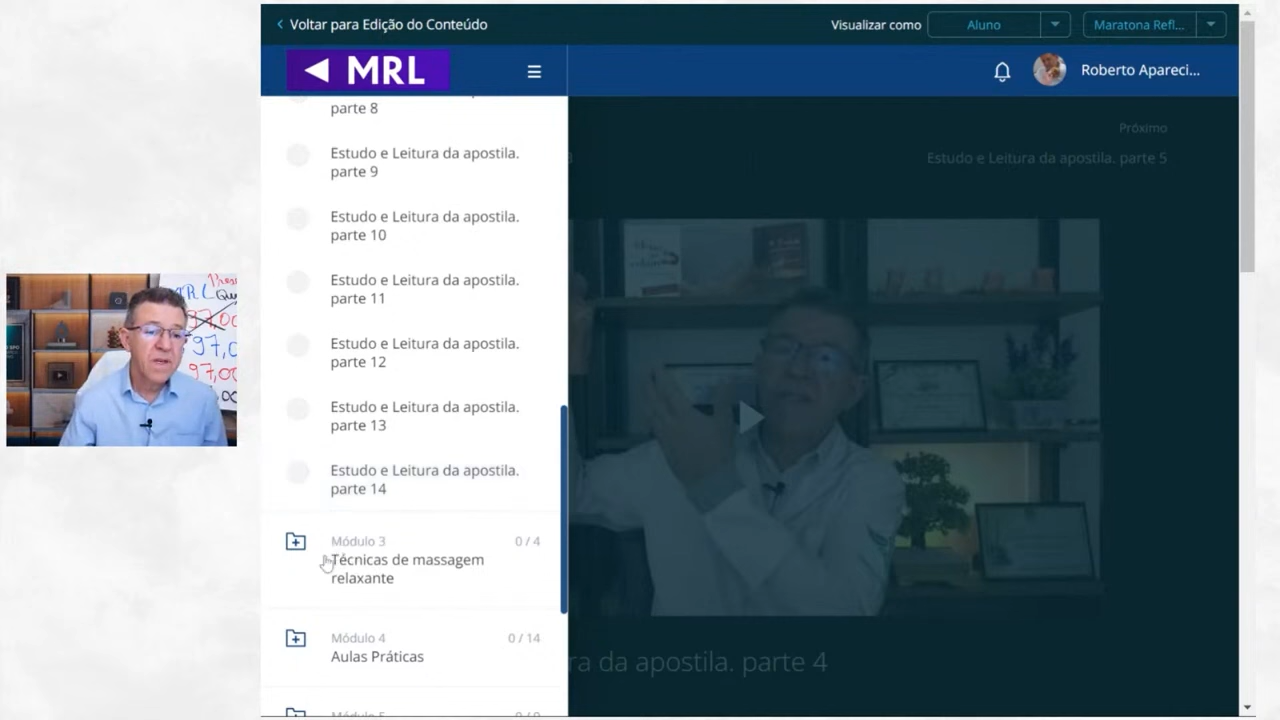 Voltar para Edição do Conteúdo
Visualizar como
Aluno
Maratona Refl...
MRL
Roberto Apareci...
parte 8
Estudo e Leitura da apostila.
parte 9
Estudo e Leitura da apostila.
parte 10
Estudo e Leitura da apostila.
parte 11
Estudo e Leitura da apostila.
parte 12
Estudo e Leitura da apostila.
parte 13
Estudo e Leitura da apostila.
parte 14
Módulo 3
0 / 4
Técnicas de massagem
relaxante
Módulo 4
0 / 14
Aulas Práticas
Próximo
Estudo e Leitura da apostila. parte 5
ra da apostila. parte 4